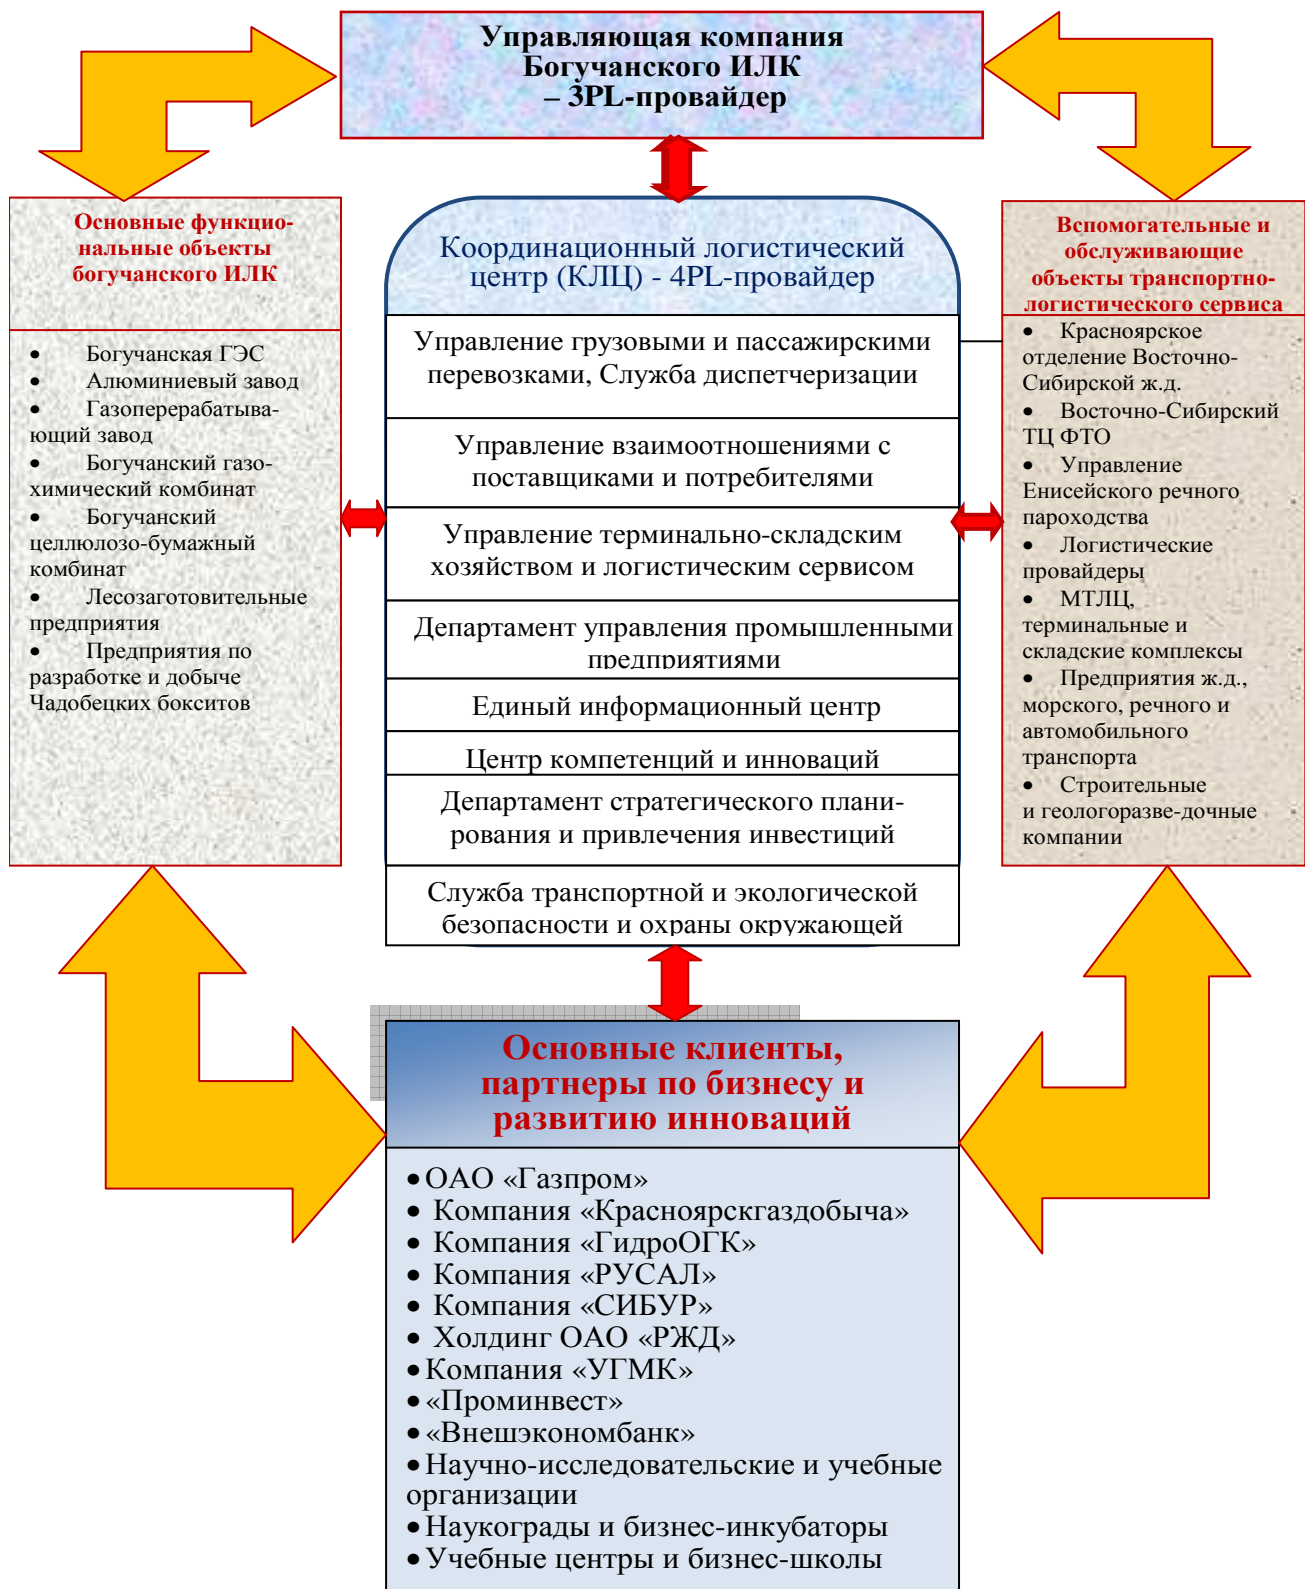 Управляющая компания
Богучанского ИЛК
– 3PL-провайдер
Основные функцио-
нальные объекты
богучанского ИЛК
• Богучанская ГЭС
• Алюминиевый завод
• Газоперерабатыва-
ющий завод
• Богучанский газо-
химический комбинат
• Богучанский
целлюлозо-бумажный
комбинат
• Лесозаготовительные
предприятия
• Предприятия по
разработке и добыче
Чадобецких бокситов
Координационный логистический
центр (КЛЦ) - 4PL-провайдер
Управление грузовыми и пассажирскими
перевозками, Служба диспетчеризации
Управление взаимоотношениями с
поставщиками и потребителями
Управление терминально-складским
хозяйством и логистическим сервисом
Департамент управления промышленными
предприятиями
Единый информационный центр
Центр компетенций и инноваций
Департамент стратегического плани-
рования и привлечения инвестиций
Служба транспортной и экологической
безопасности и охраны окружающей
Вспомогательные и
обслуживающие
объекты транспортно-
логистического сервиса
• Красноярское
отделение Восточно-
Сибирской ж.д.
• Восточно-Сибирский
ТЦ ФТО
• Управление
Енисейского речного
пароходства
• Логистические
провайдеры
• МТЛЦ,
терминальные и
складские комплексы
• Предприятия ж.д.,
морского, речного и
автомобильного
транспорта
• Строительные
и геологоразве-дочные
компании
Основные клиенты,
партнеры по бизнесу и
развитию инноваций
• ОАО «Газпром»
• Компания «Красноярскгаздобыча»
• Компания «ГидроОГК»
• Компания «РУСАЛ»
• Компания «СИБУР»
• Холдинг ОАО «РЖД»
• Компания «УГМК»
• «Проминвест»
• «Внешэкономбанк»
• Научно-исследовательские и учебные
организации
• Наукограды и бизнес-инкубаторы
• Учебные центры и бизнес-школы